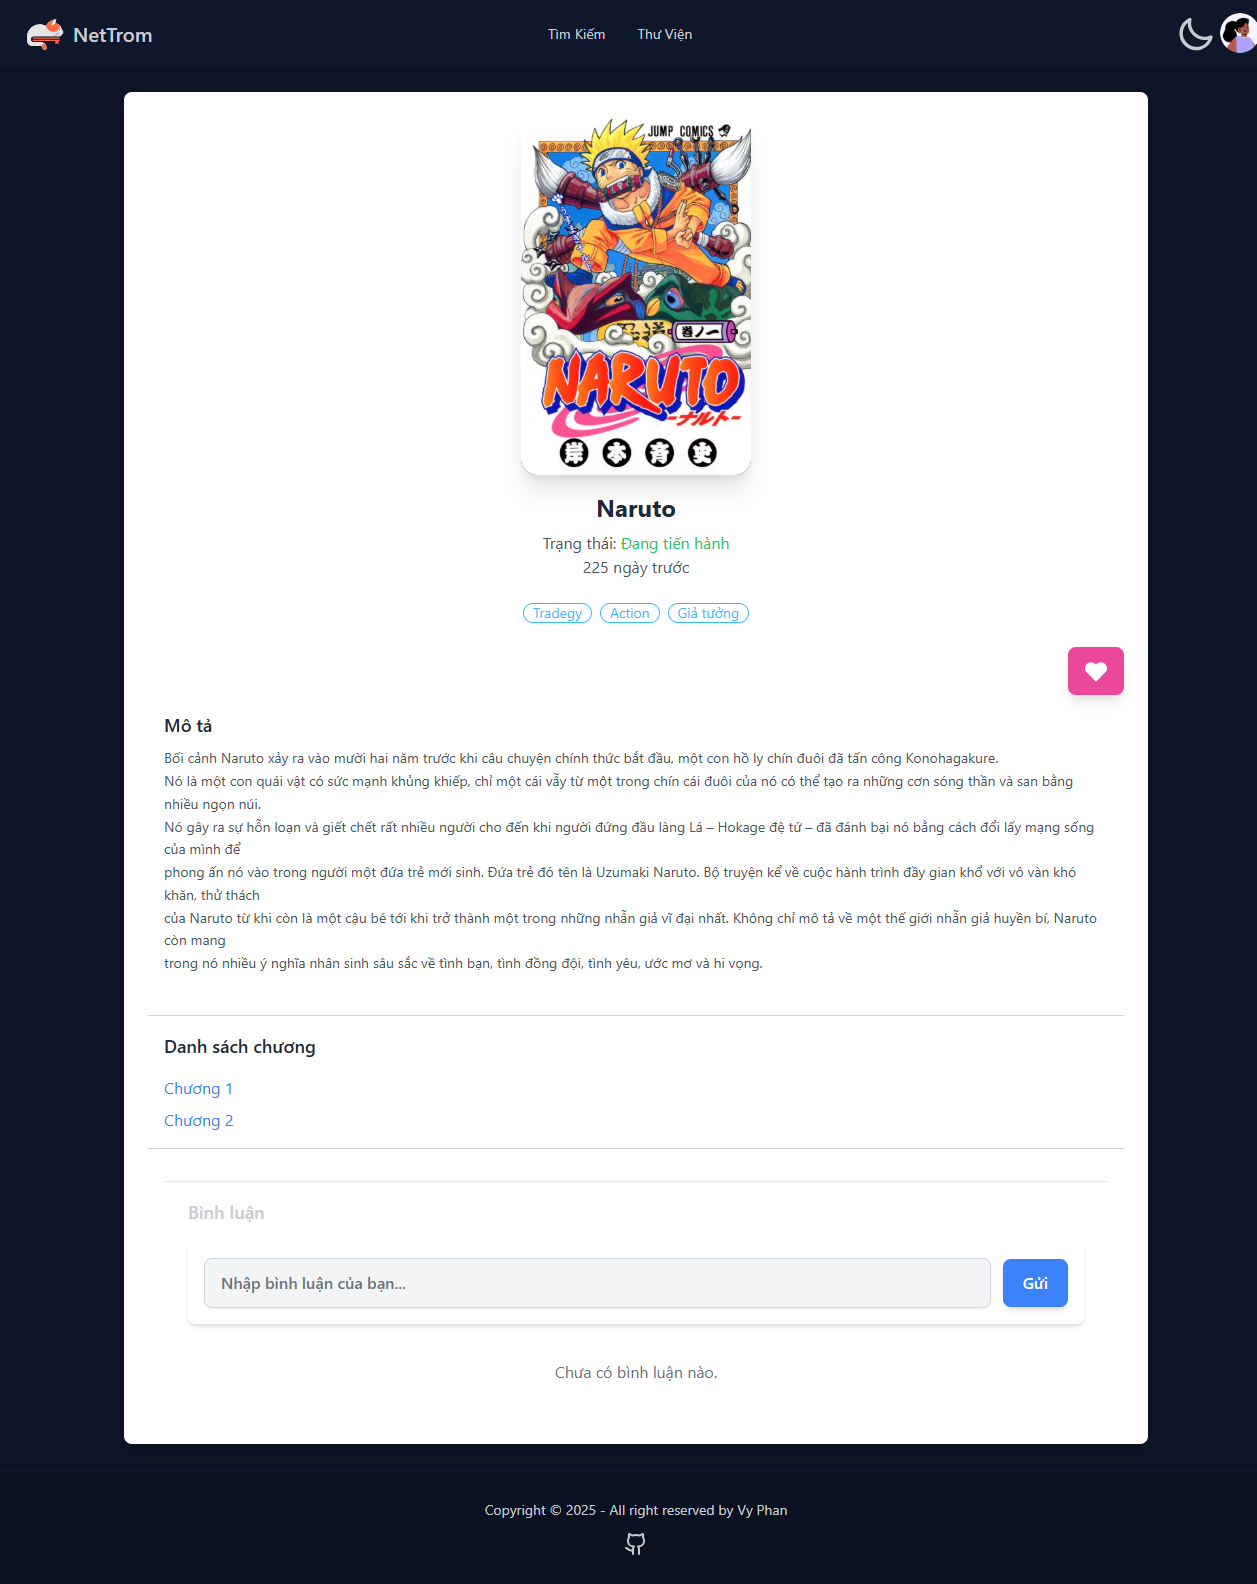 NetTrom
Tìm Kiếm
Thư Viện
JUMP COMICS
忍道
巻ノ一
NARUTO
-ナルト-
岸本斉史
Naruto
Trạng thái: Đang tiến hành
225 ngày trước
Tradegy
Action
Giả tưởng
Mô tả
Bối cảnh Naruto xảy ra vào mười hai năm trước khi câu chuyện chính thức bắt đầu, một con hồ ly chín đuôi đã tấn công Konohagakure.
Nó là một con quái vật có sức mạnh khủng khiếp, chỉ một cái vẫy từ một trong chín cái đuôi của nó có thể tạo ra những cơn sóng thần và san bằng
nhiều ngọn núi.
Nó gây ra sự hỗn loạn và giết chết rất nhiều người cho đến khi người đứng đầu làng Lá – Hokage đệ tứ – đã đánh bại nó bằng cách đổi lấy mạng sống
của mình để
phong ấn nó vào trong người một đứa trẻ mới sinh. Đứa trẻ đó tên là Uzumaki Naruto. Bộ truyện kể về cuộc hành trình đầy gian khổ với vô vàn khó
khăn, thử thách
của Naruto từ khi còn là một cậu bé tới khi trở thành một trong những nhẫn giả vĩ đại nhất. Không chỉ mô tả về một thế giới nhẫn giả huyền bí, Naruto
còn mang
trong nó nhiều ý nghĩa nhân sinh sâu sắc về tình bạn, tình đồng đội, tình yêu, ước mơ và hi vọng.
Danh sách chương
Chương 1
Chương 2
Bình luận
Nhập bình luận của bạn...
Gửi
Chưa có bình luận nào.
Copyright © 2025 - All right reserved by Vy Phan